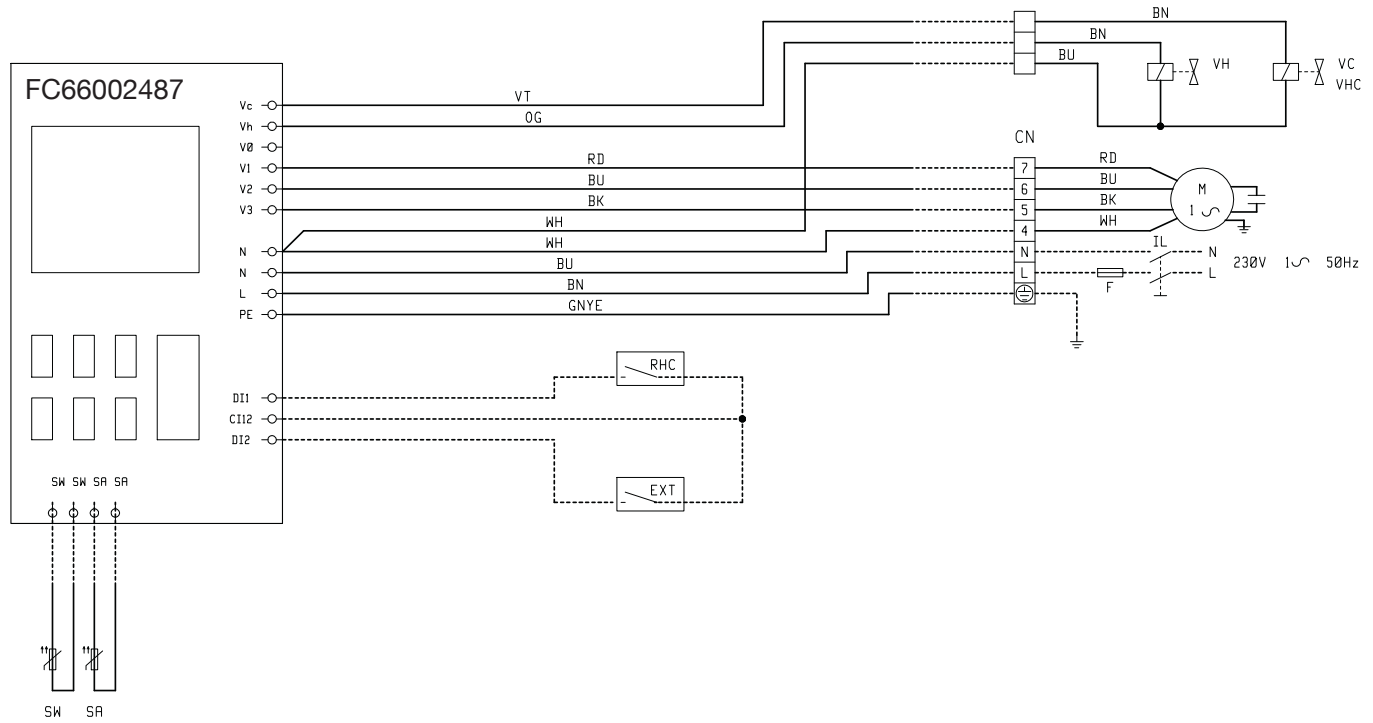 BN
BN
BU
VH
VC
VHC
FC66002487
Vc
VT
Vh
OG
V0
CN
V1
RD
7
RD
V2
BU
6
BU
V3
BK
5
BK
M
1
WH
4
WH
N
WH
N
IL
N
N
BU
L
F
L
230V 1 50Hz
L
BN
PE
GNYE
RHC
DI1
CI12
DI2
EXT
SW SW SA SA
SW SA